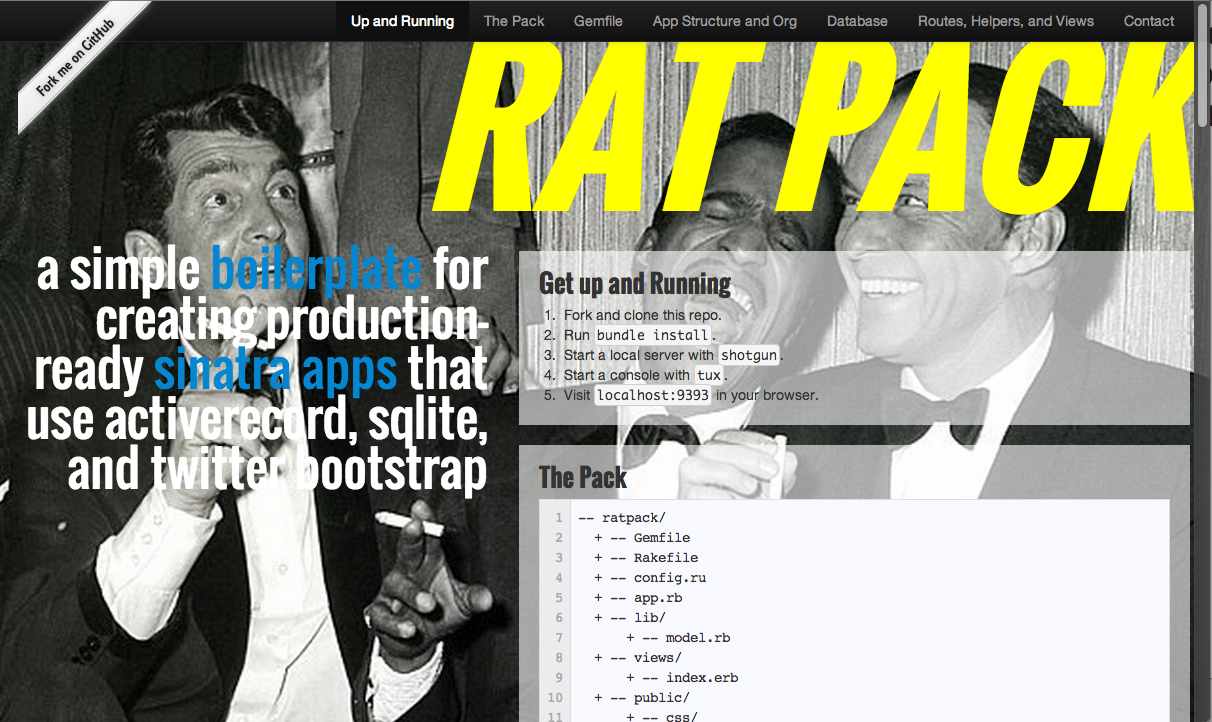 Fork me on GitHub
Up and Running The Pack Gemfile App Structure and Org Database Routes, Helpers, and Views Contact
RAT PACK
a simple boilerplate for
creating production-
ready sinatra apps that
use activerecord, sqlite,
and twitter bootstrap
Get up and Running
1. Fork and clone this repo.
2. Run bundle install.
3. Start a local server with shotgun.
4. Start a console with tux.
5. Visit localhost:9393 in your browser.
The Pack
1 -- ratpack/
2 + -- Gemfile
3 + -- Rakefile
4 + -- config.ru
5 + -- app.rb
6 + -- lib/
7 + -- model.rb
8 + -- views/
9 + -- index.erb
10 + -- public/
11 + -- css/